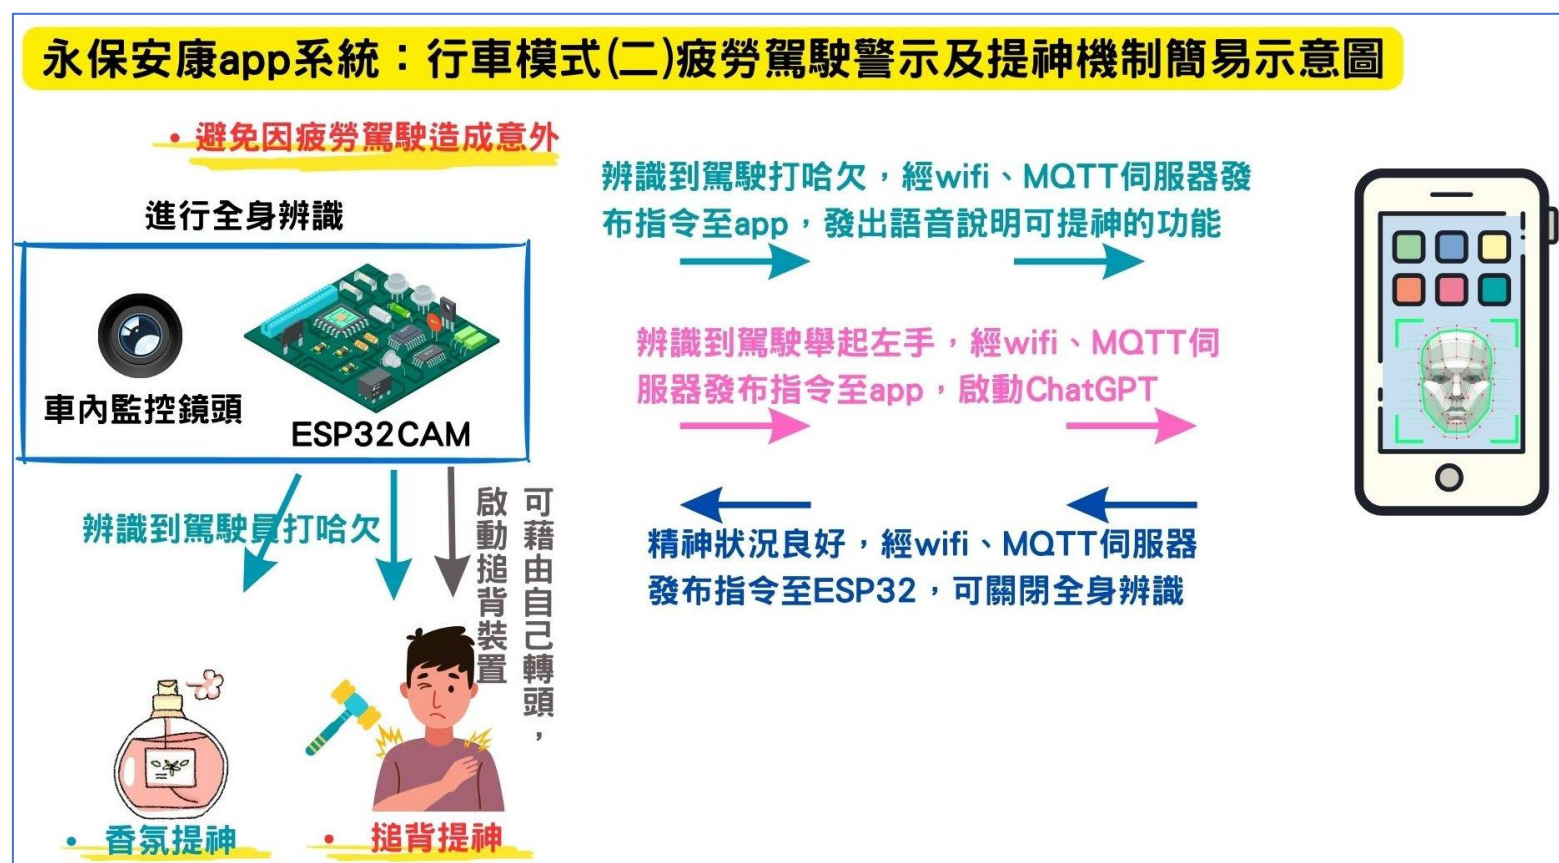 永保安康app系統：行車模式(二)疲勞駕駛警示及提神機制簡易示意圖
• 避免因疲勞駕駛造成意外
進行全身辨識
車內監控鏡頭
ESP32CAM
辨識到駕駛打哈欠，經wifi、MQTT伺服器發
布指令至app，發出語音說明可提神的功能
辨識到駕駛舉起左手，經wifi、MQTT伺
服器發布指令至app，啟動ChatGPT
精神狀況良好，經wifi、MQTT伺服器
發布指令至ESP32，可關閉全身辨識
辨識到駕駛員打哈欠
可藉由自己轉頭，
啟動搥背裝置
• 香氛提神
• 搥背提神